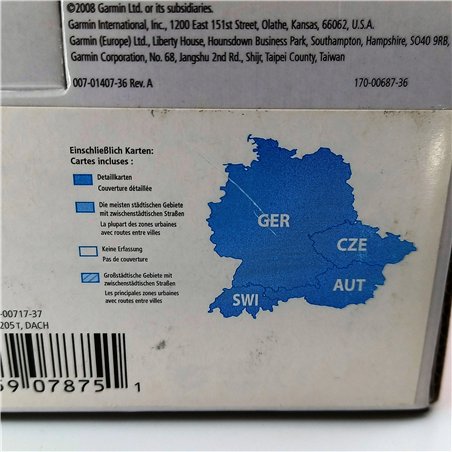 ©2008 Garmin Ltd. or its subsidiaries.
Garmin International, Inc., 1200 East 151st Street, Olathe, Kansas, 66062, U.S.A.
Garmin (Europe) Ltd., Liberty House, Hounsdown Business Park, Southampton, Hampshire, SO40 9RB,
Garmin Corporation, No. 68, Jangshu 2nd Rd., Shijr, Taipei County, Taiwan
007-01407-36 Rev. A 170-00687-36
Einschließlich Karten:
Cartes incluses :
Detailkarten
Couverture détaillée
Die meisten städtischen Gebiete
mit zwischenstädtischen Straßen
La plupart des zones urbaines
avec routes entre villes
Keine Erfassung
Pas de couverture
Großstädtische Gebiete mit
zwischenstädtischen Straßen
Les principales zones urbaines
avec routes entre villes
GER
CZE
AUT
SWI
-00717-37
205T, DACH
59 07875 1